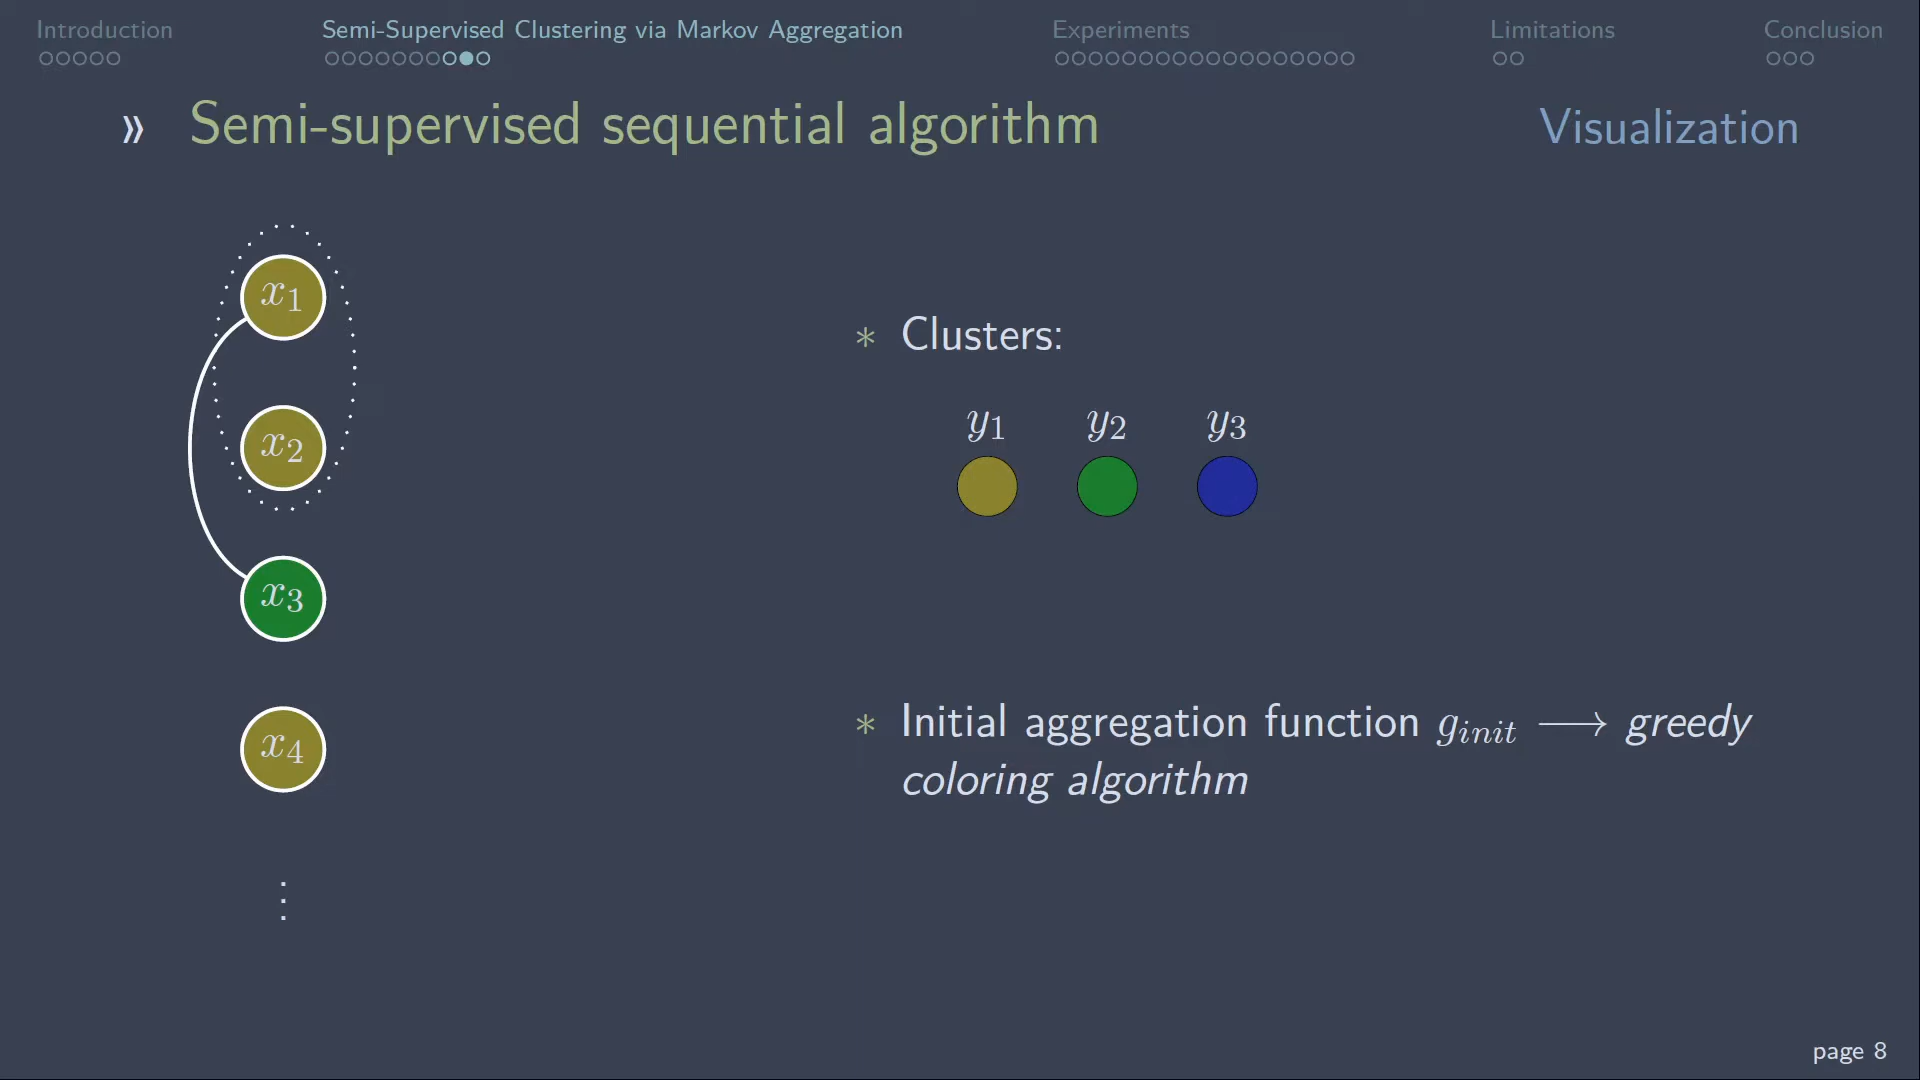 Introduction
Semi-Supervised Clustering via Markov Aggregation
Experiments
Limitations
Conclusion
» Semi-supervised sequential algorithm
Visualization
x₁
x₂
x₃
x₄
⋮
* Clusters:
y₁ y₂ y₃
* Initial aggregation function g_init ⟶ greedy
coloring algorithm
page 8